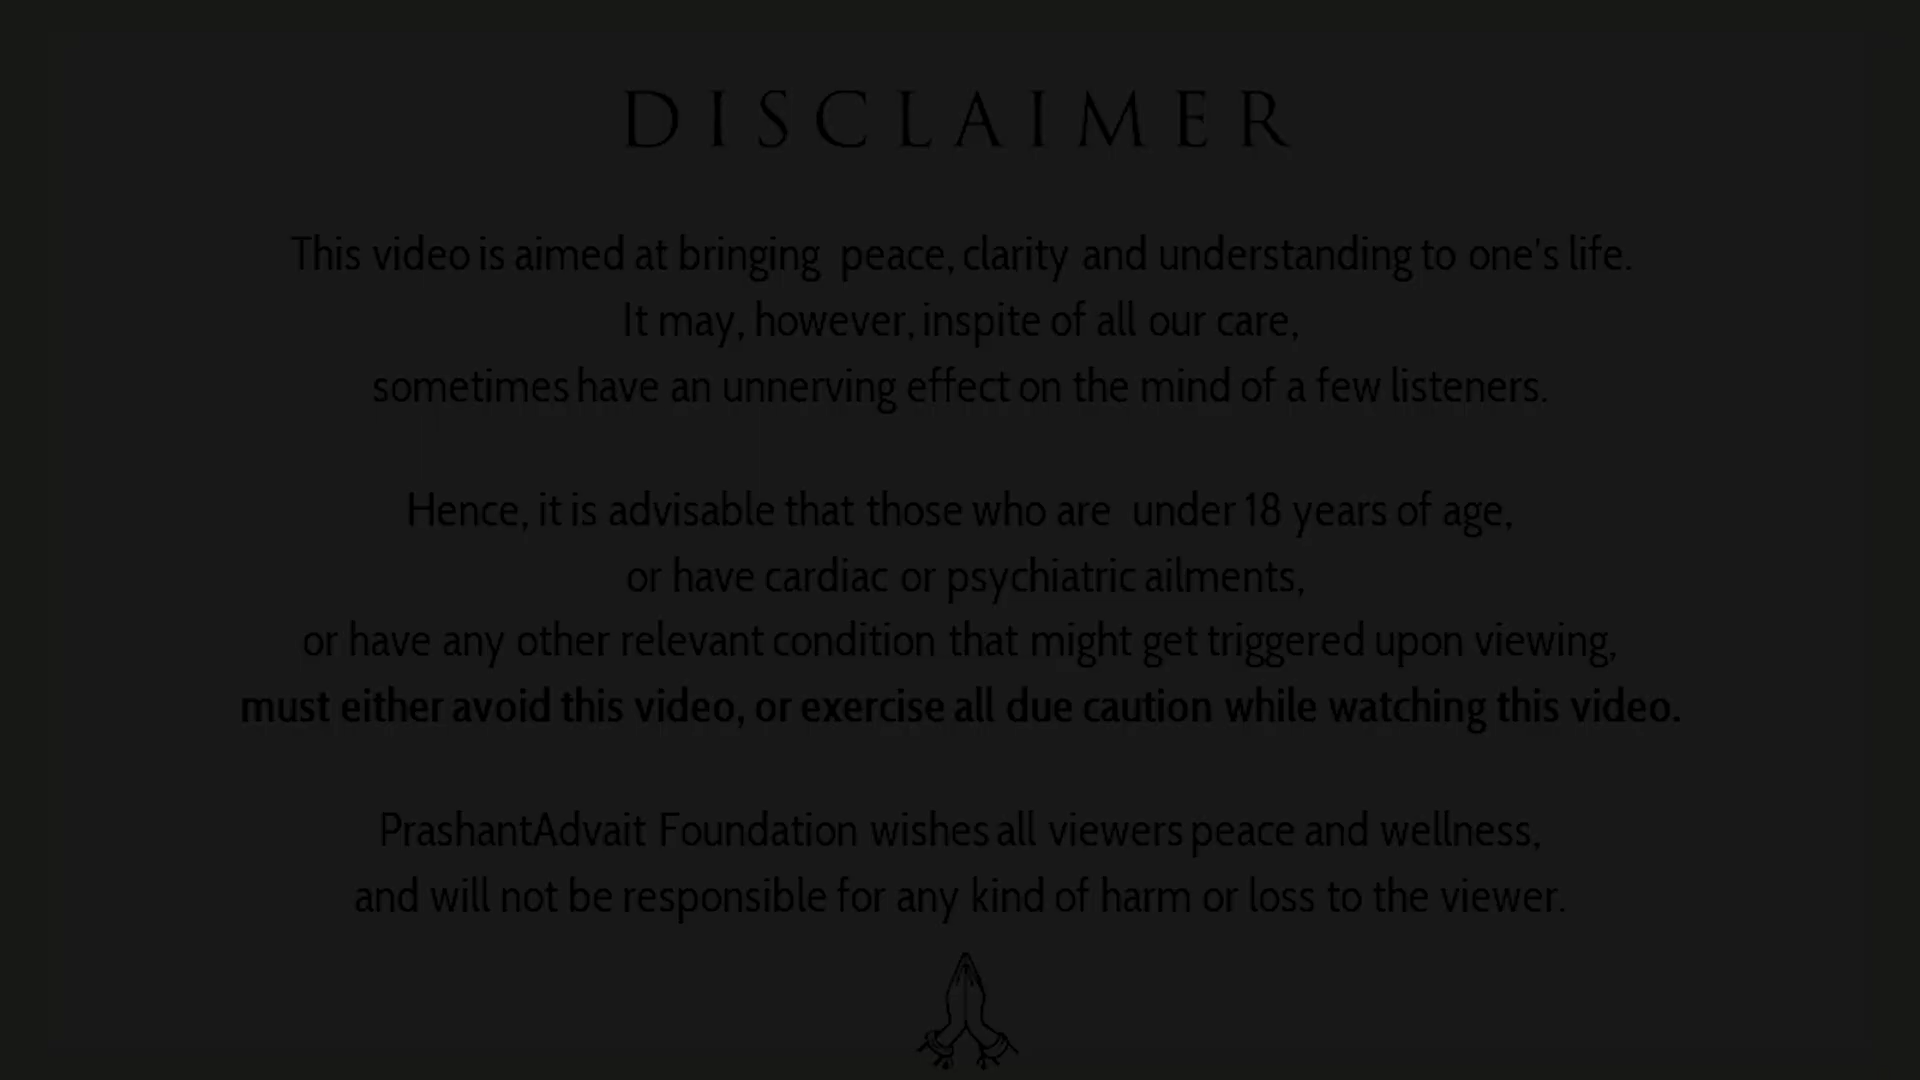 DISCLAIMER
This video is aimed at bringing peace, clarity and understanding to one's life.
It may, however, inspite of all our care,
sometimes have an unnerving effect on the mind of a few listeners.
Hence, it is advisable that those who are under 18 years of age,
or have cardiac or psychiatric ailments,
or have any other relevant condition that might get triggered upon viewing,
must either avoid this video, or exercise all due caution while watching this video.
PrashantAdvait Foundation wishes all viewers peace and wellness,
and will not be responsible for any kind of harm or loss to the viewer.